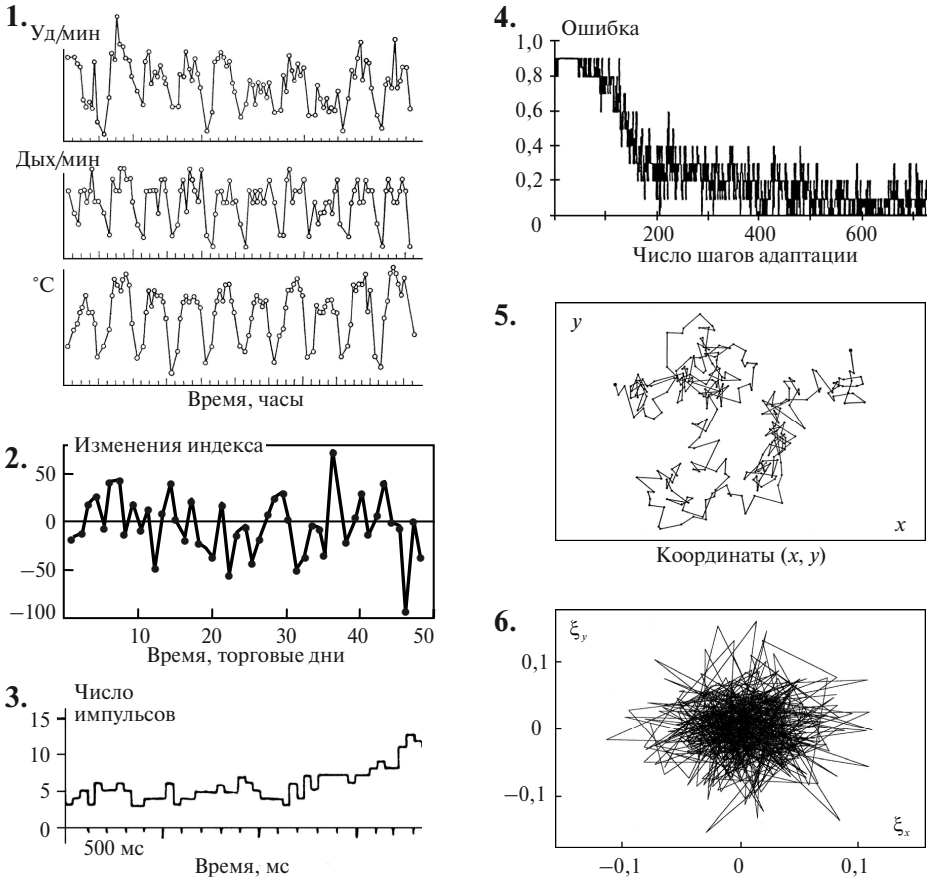 1.
Уд/мин
Дых/мин
°C
Время, часы
2.
Изменения индекса
50
0
−50
−100
10 20 30 40 50
Время, торговые дни
3.
Число
импульсов
15
10
5
0
500 мс
Время, мс
4.
Ошибка
1,0
0,8
0,6
0,4
0,2
0
200 400 600
Число шагов адаптации
5.
y
x
Координаты (x, y)
6.
ξy
0,1
0
−0,1
ξx
−0,1 0 0,1